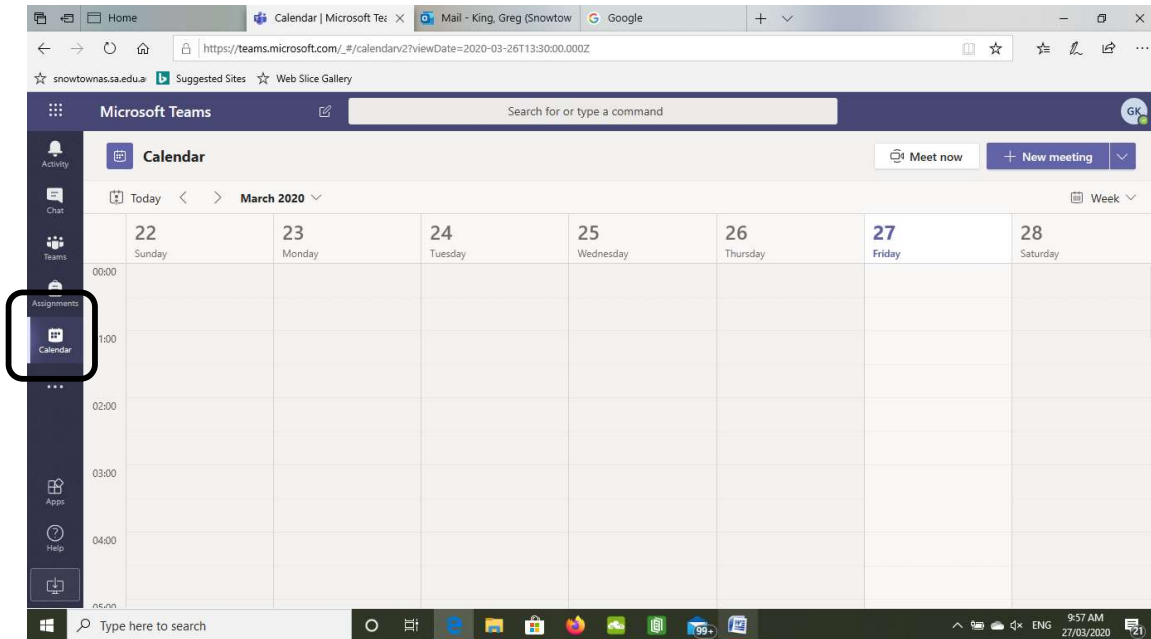 Home
Calendar | Microsoft Tea
Mail - King, Greg (Snowtow
Google
https://teams.microsoft.com/_#/calendarv2?viewDate=2020-03-26T13:30:00.000Z
snowtownas.sa.edu.a
Suggested Sites
Web Slice Gallery
Microsoft Teams
Search for or type a command
GK
Activity
Chat
Teams
Assignments
Calendar
Apps
Help
Calendar
Meet now
+ New meeting
Today
March 2020
Week
22
Sunday
23
Monday
24
Tuesday
25
Wednesday
26
Thursday
27
Friday
28
Saturday
00:00
1:00
02:00
03:00
04:00
05:00
Type here to search
99+
ENG
9:57 AM
27/03/2020
21